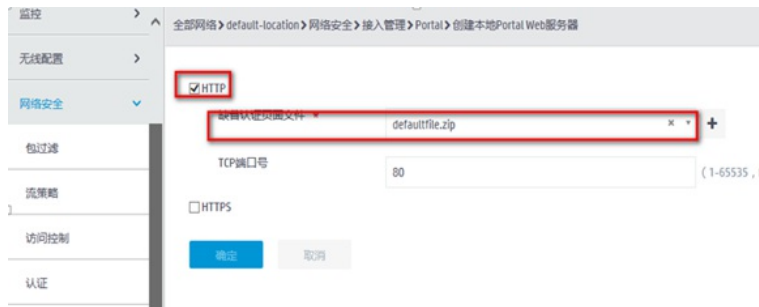 监控
全部网络>default-location>网络安全>接入管理>Portal>创建本地Portal Web服务器
无线配置
HTTP
网络安全
缺省认证页面文件 *
defaultfile.zip
包过滤
TCP端口号
80
(1-65535,
流策略
HTTPS
访问控制
确定
取消
认证